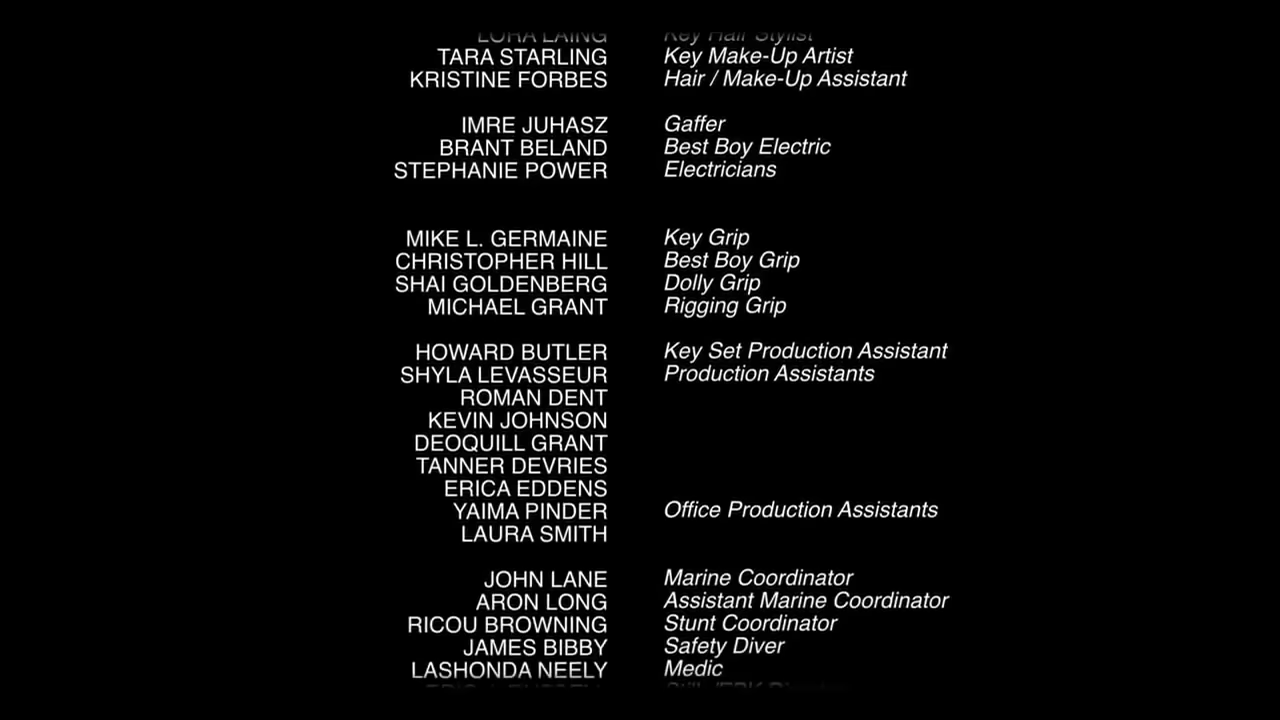 LORA LAING Key Hair Stylist
TARA STARLING Key Make-Up Artist
KRISTINE FORBES Hair / Make-Up Assistant
IMRE JUHASZ Gaffer
BRANT BELAND Best Boy Electric
STEPHANIE POWER Electricians
MIKE L. GERMAINE Key Grip
CHRISTOPHER HILL Best Boy Grip
SHAI GOLDENBERG Dolly Grip
MICHAEL GRANT Rigging Grip
HOWARD BUTLER Key Set Production Assistant
SHYLA LEVASSEUR Production Assistants
ROMAN DENT
KEVIN JOHNSON
DEOQUILL GRANT
TANNER DEVRIES
ERICA EDDENS
YAIMA PINDER Office Production Assistants
LAURA SMITH
JOHN LANE Marine Coordinator
ARON LONG Assistant Marine Coordinator
RICOU BROWNING Stunt Coordinator
JAMES BIBBY Safety Diver
LASHONDA NEELY Medic